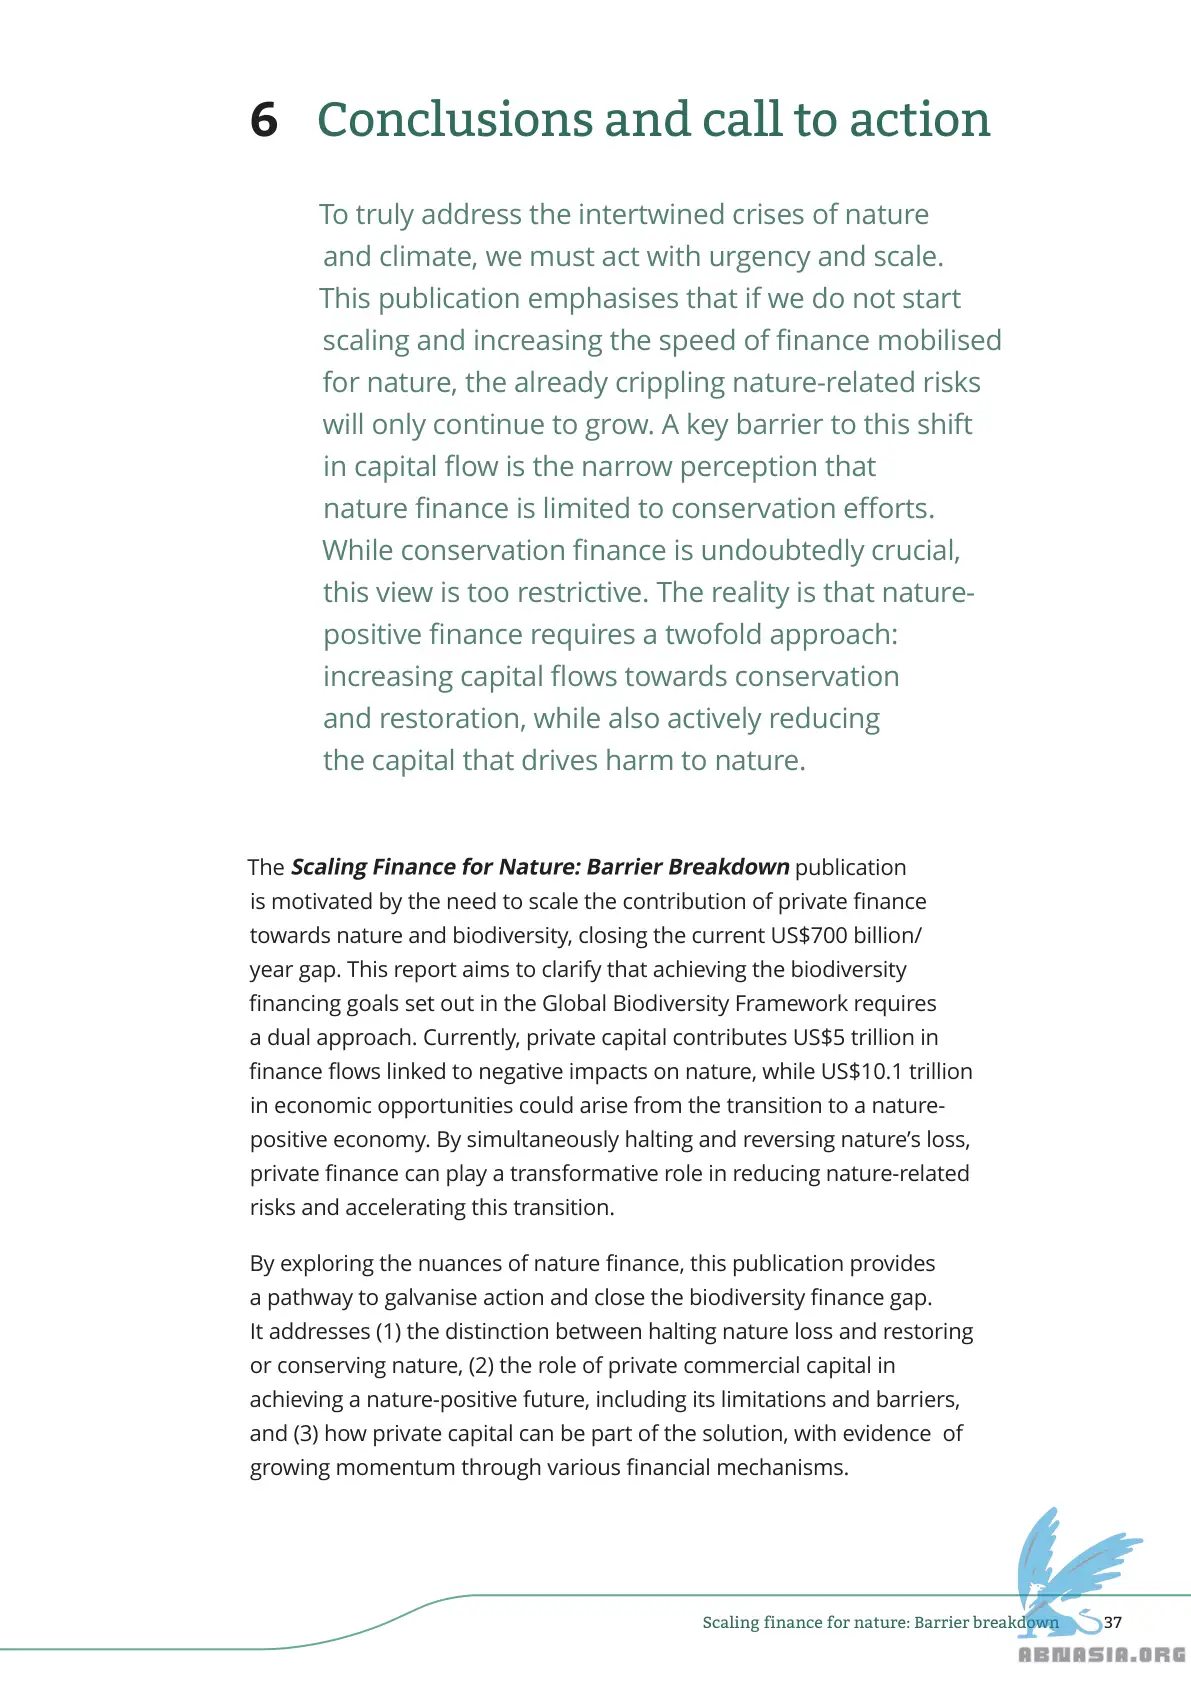 6 Conclusions and call to action
To truly address the intertwined crises of nature
and climate, we must act with urgency and scale.
This publication emphasises that if we do not start
scaling and increasing the speed of finance mobilised
for nature, the already crippling nature-related risks
will only continue to grow. A key barrier to this shift
in capital flow is the narrow perception that
nature finance is limited to conservation efforts.
While conservation finance is undoubtedly crucial,
this view is too restrictive. The reality is that nature-
positive finance requires a twofold approach:
increasing capital flows towards conservation
and restoration, while also actively reducing
the capital that drives harm to nature.
The Scaling Finance for Nature: Barrier Breakdown publication
is motivated by the need to scale the contribution of private finance
towards nature and biodiversity, closing the current US$700 billion/
year gap. This report aims to clarify that achieving the biodiversity
financing goals set out in the Global Biodiversity Framework requires
a dual approach. Currently, private capital contributes US$5 trillion in
finance flows linked to negative impacts on nature, while US$10.1 trillion
in economic opportunities could arise from the transition to a nature-
positive economy. By simultaneously halting and reversing nature’s loss,
private finance can play a transformative role in reducing nature-related
risks and accelerating this transition.
By exploring the nuances of nature finance, this publication provides
a pathway to galvanise action and close the biodiversity finance gap.
It addresses (1) the distinction between halting nature loss and restoring
or conserving nature, (2) the role of private commercial capital in
achieving a nature-positive future, including its limitations and barriers,
and (3) how private capital can be part of the solution, with evidence  of
growing momentum through various financial mechanisms.
Scaling finance for nature: Barrier breakdown 37
ABNASIA.ORG